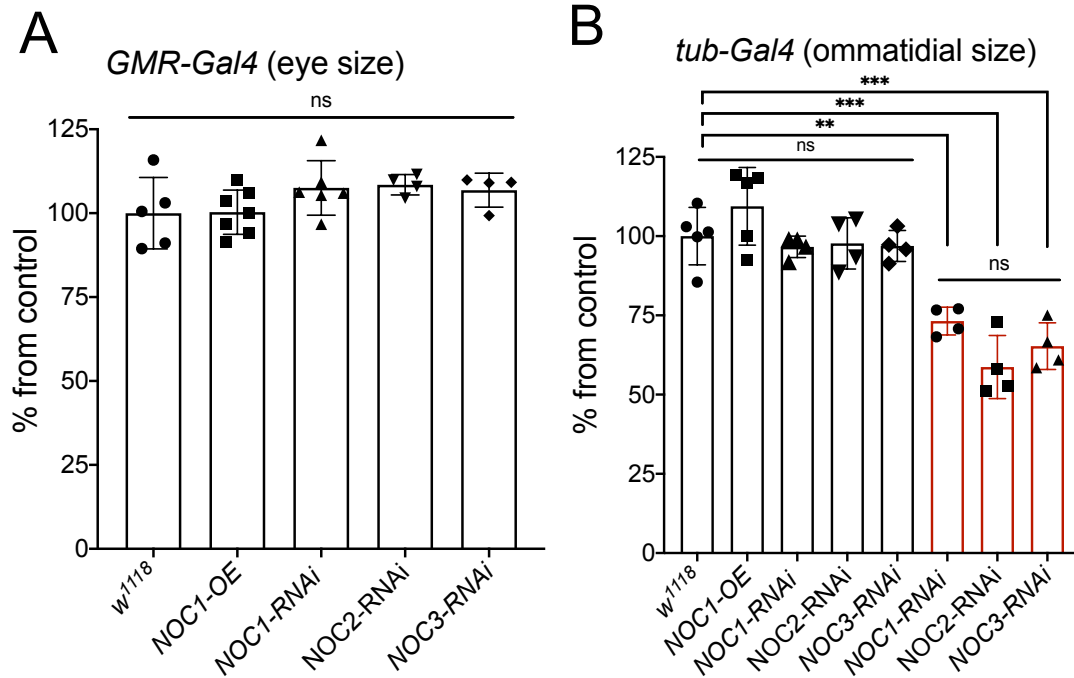 A
GMR-Gal4 (eye size)
ns
% from control
125
100
75
50
25
0
w1118
NOC1-OE
NOC1-RNAi
NOC2-RNAi
NOC3-RNAi
B
tub-Gal4 (ommatidial size)
***
***
**
ns
ns
% from control
125
100
75
50
25
0
w1118
NOC1-OE
NOC1-RNAi
NOC2-RNAi
NOC3-RNAi
NOC1-RNAi
NOC2-RNAi
NOC3-RNAi